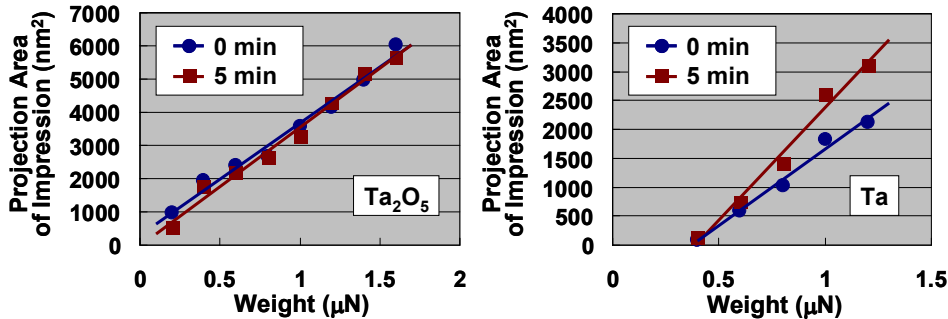 Projection Area
of Impression (nm²)
7000
6000
5000
4000
3000
2000
1000
0
0 min
5 min
Ta₂O₅
0
0.5
1
1.5
2
Weight (μN)
Projection Area
of Impression (nm²)
4000
3500
3000
2500
2000
1500
1000
500
0
0 min
5 min
Ta
0
0.5
1
1.5
Weight (μN)